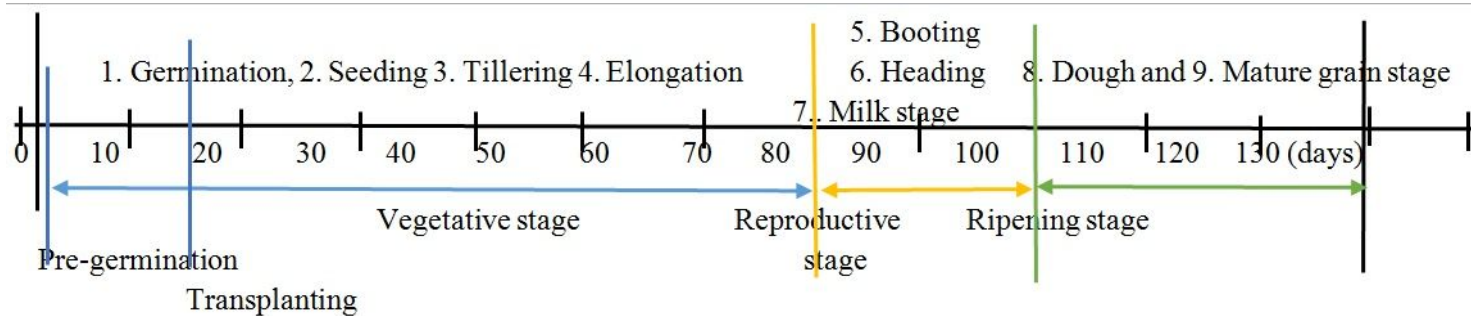 5. Booting
1. Germination, 2. Seeding 3. Tillering 4. Elongation
6. Heading
8. Dough and 9. Mature grain stage
7.. Milk stage
0 10 20 30 40 50 60 70 80 90 100 110 120 130 (days)
Vegetative stage
Reproductive
stage
Ripening stage
Pre-germination
Transplanting